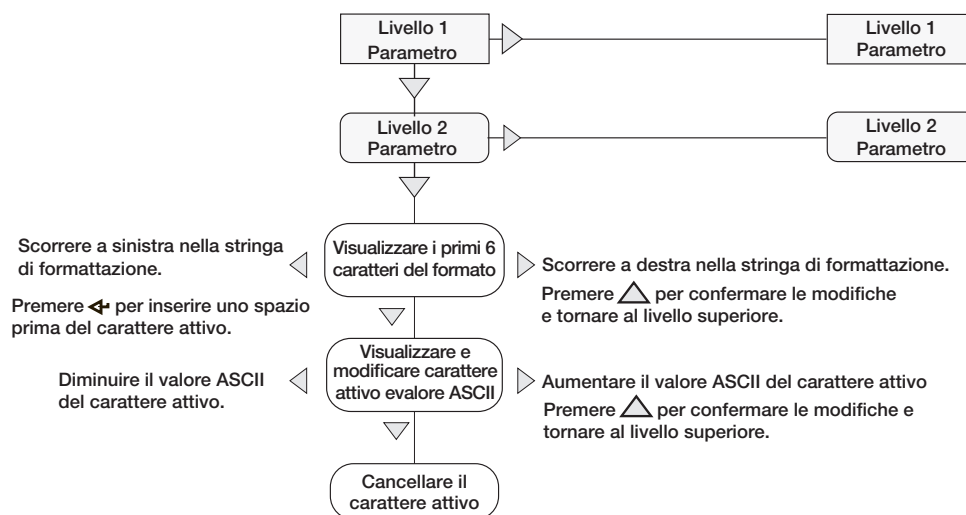 Livello 1
Parametro
Livello 1
Parametro
Livello 2
Parametro
Livello 2
Parametro
Scorrere a sinistra nella stringa
di formattazione.
Visualizzare i primi 6
caratteri del formato
Scorrere a destra nella stringa di formattazione.
Premere per confermare le modifiche
e tornare al livello superiore.
Premere per inserire uno spazio
prima del carattere attivo.
Diminuire il valore ASCII
del carattere attivo.
Visualizzare e
modificare carattere
attivo evalore ASCII
Aumentare il valore ASCII del carattere attivo
Premere per confermare le modifiche e
tornare al livello superiore.
Cancellare il
carattere attivo